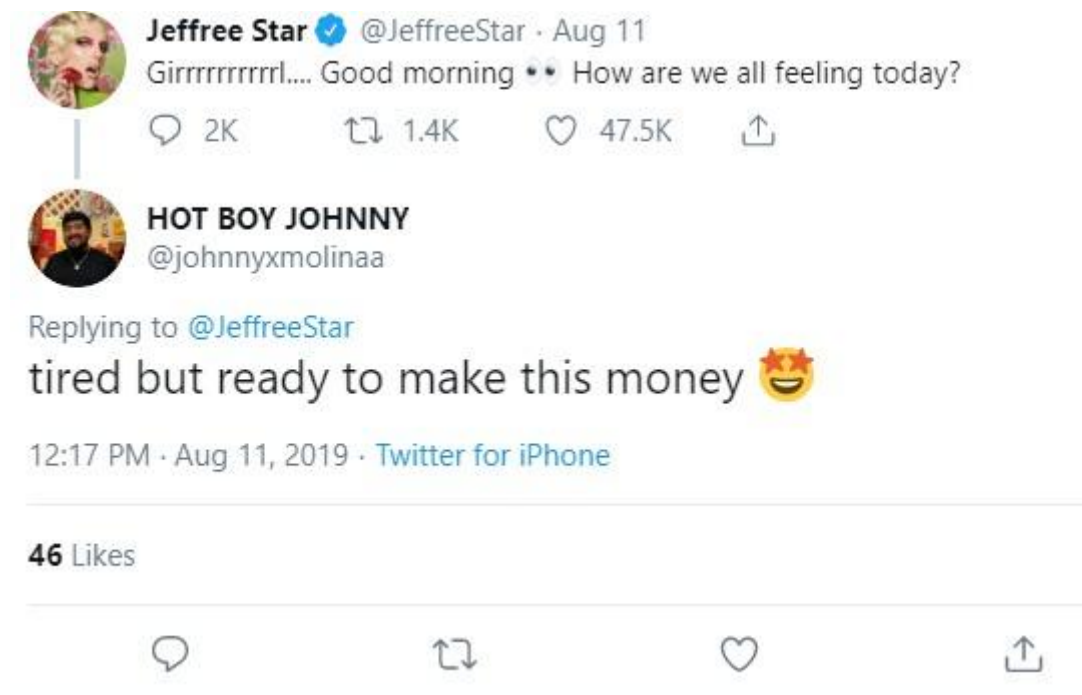 Jeffree Star @JeffreeStar · Aug 11
Girrrrrrrrrrl.... Good morning 👀 How are we all feeling today?
2K 1.4K 47.5K
HOT BOY JOHNNY
@johnnyxmolinaa
Replying to @JeffreeStar
tired but ready to make this money 🤩
12:17 PM · Aug 11, 2019 · Twitter for iPhone
46 Likes